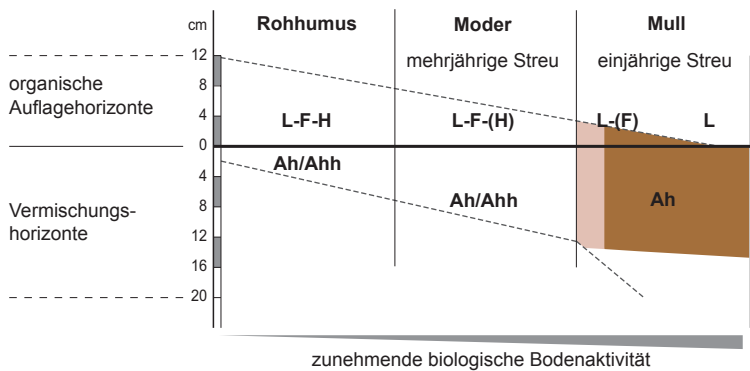 cm
Rohhumus
Moder
Mull
12
mehrjährige Streu
einjährige Streu
organische
Auflagehorizonte
8
4
L-F-H
L-F-(H)
L-(F)
L
0
Ah/Ahh
4
Vermischungs-
horizonte
8
Ah/Ahh
Ah
12
16
20
zunehmende biologische Bodenaktivität